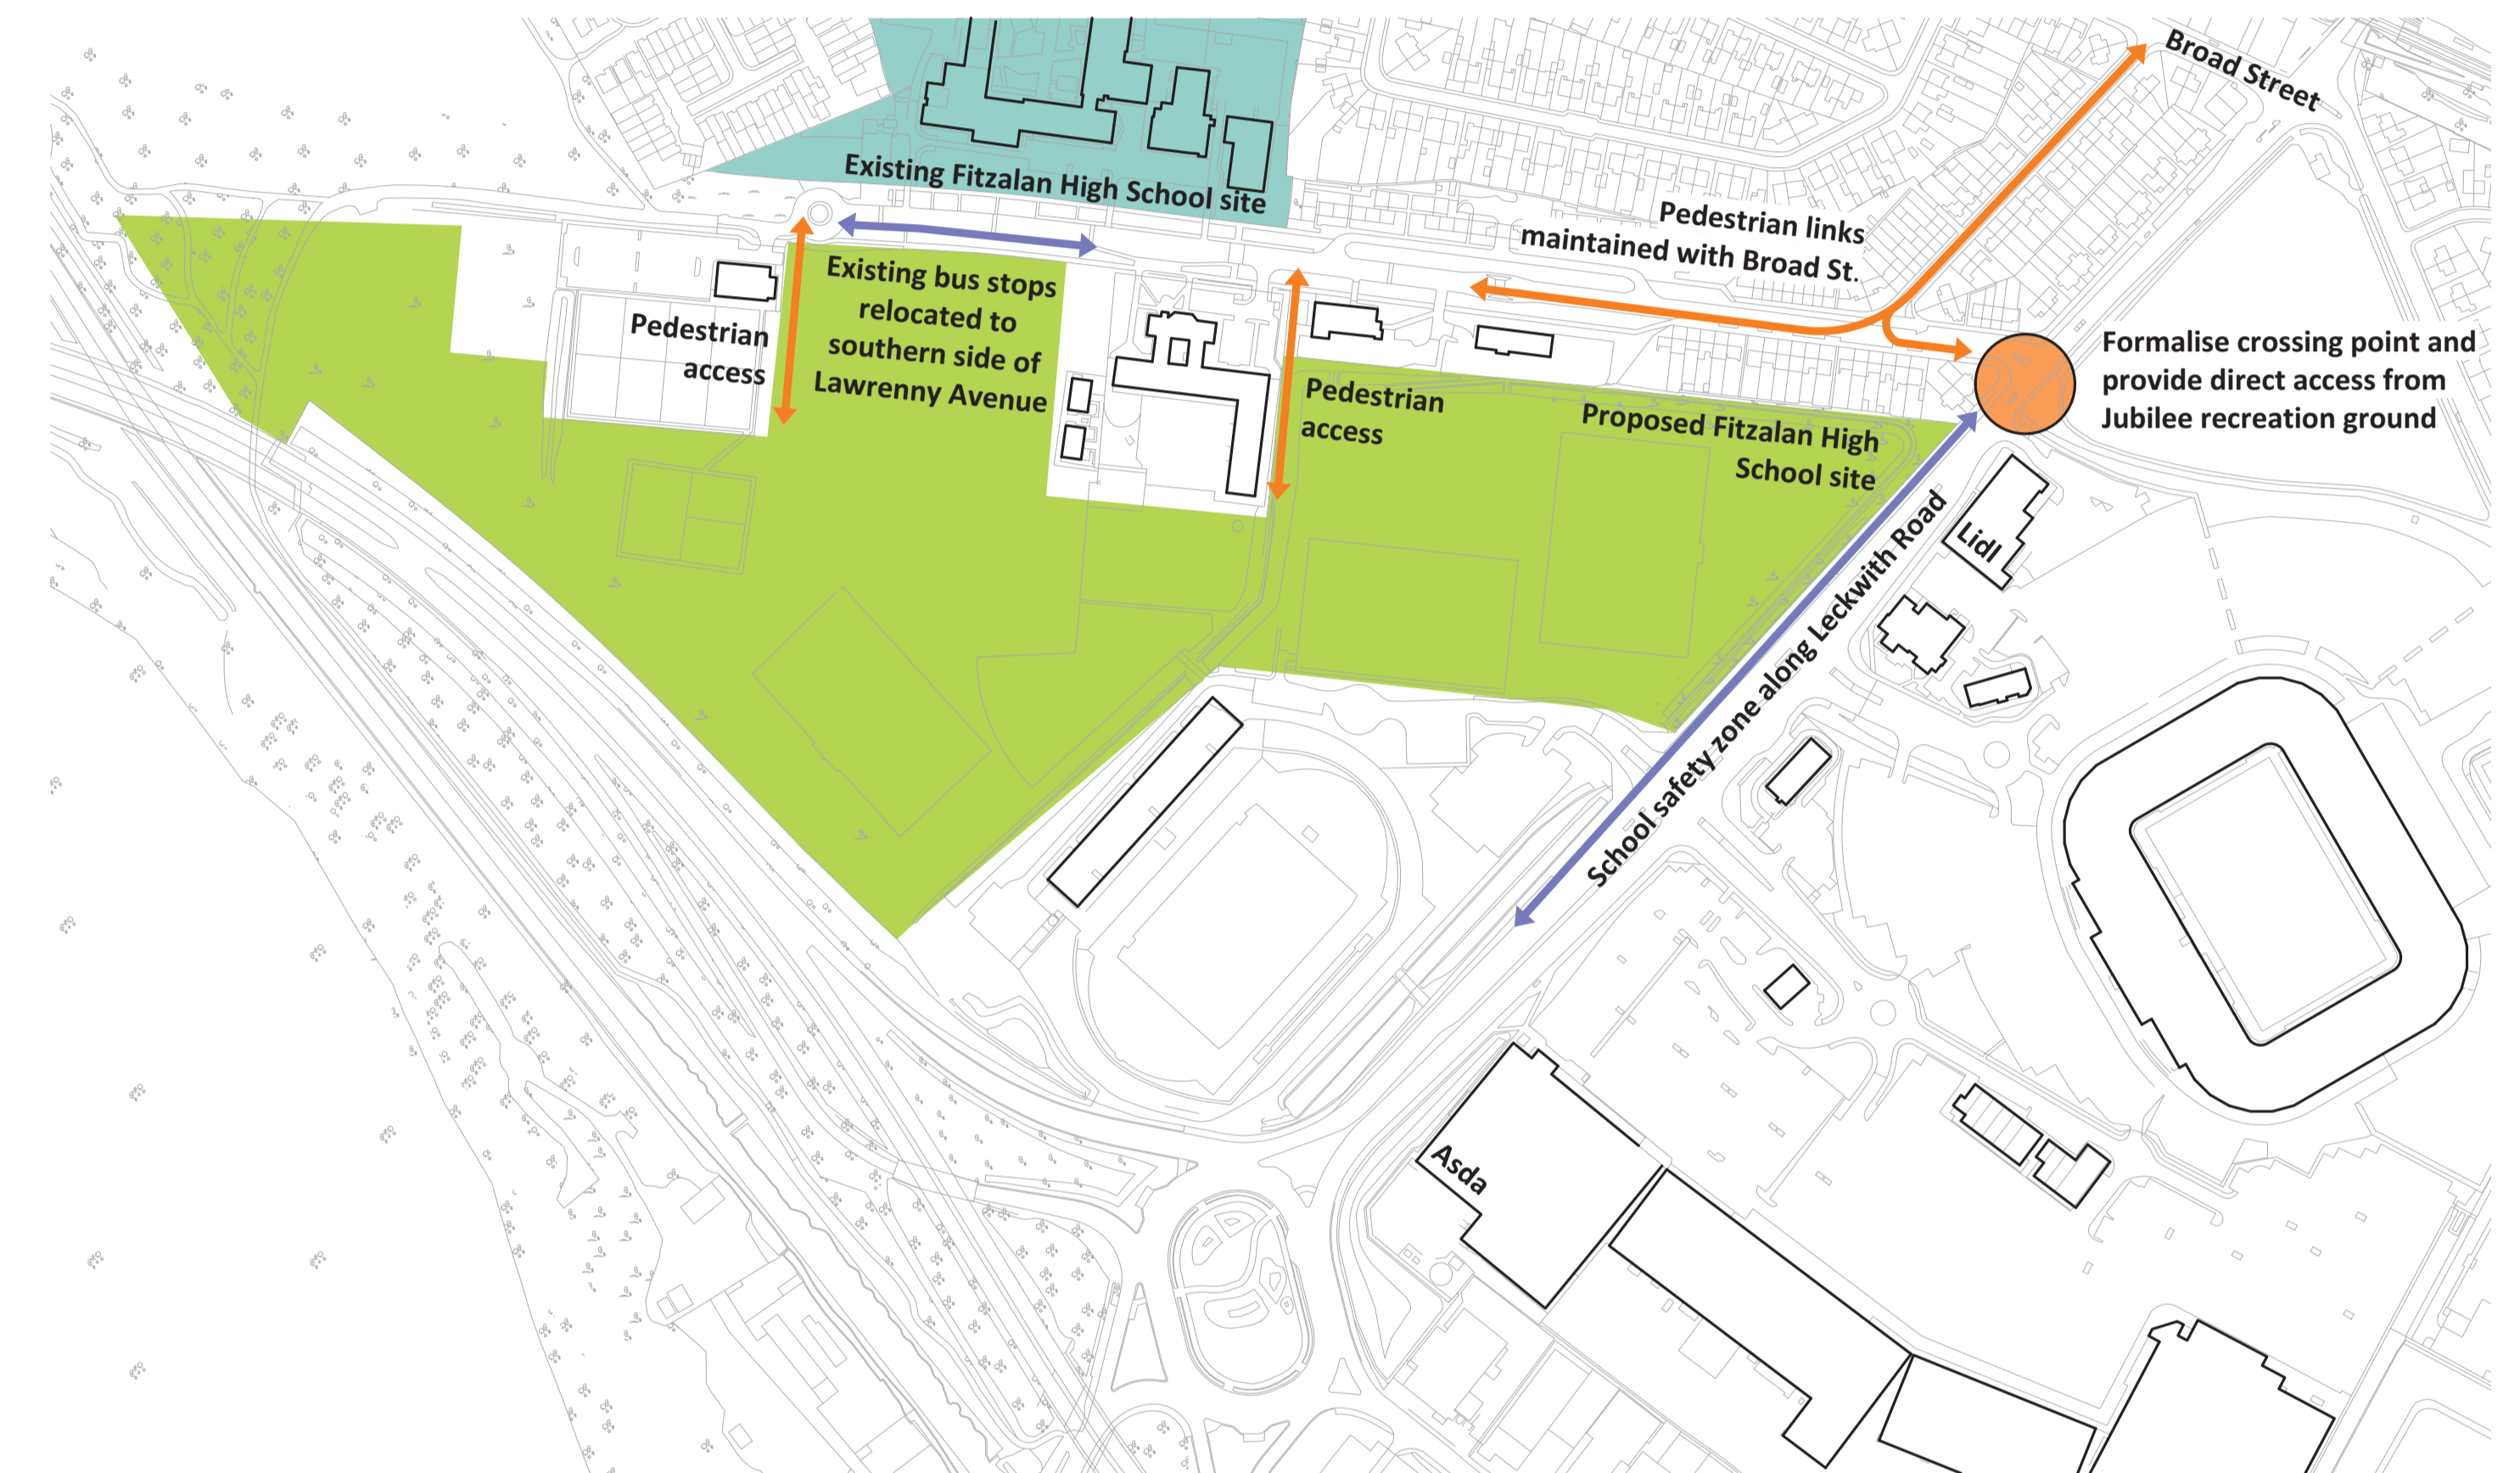 Broad Street
Existing Fitzalan High School site
Pedestrian links
maintained with Broad St.
Existing bus stops
relocated to
southern side of
Lawrenny Avenue
Pedestrian
access
Formalise crossing point and
provide direct access from
Jubilee recreation ground
Pedestrian
access
Proposed Fitzalan High
School site
Lidl
School safety zone along Leckwith Road
Asda